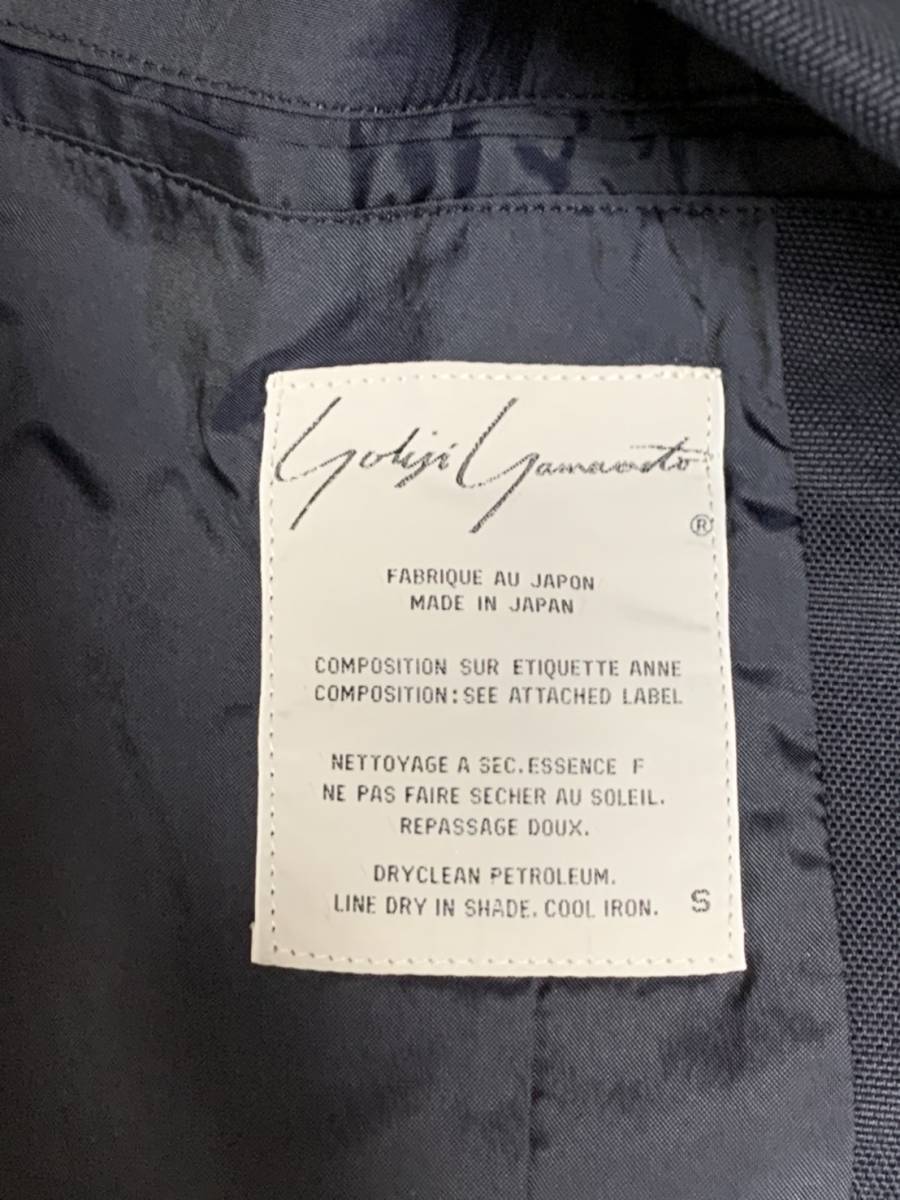 Yohji Yamamoto
®
FABRIQUE AU JAPON
MADE IN JAPAN
COMPOSITION SUR ETIQUETTE ANNE
COMPOSITION: SEE ATTACHED LABEL
NETTOYAGE A SEC. ESSENCE F
NE PAS FAIRE SECHER AU SOLEIL.
REPASSAGE DOUX.
DRYCLEAN PETROLEUM.
LINE DRY IN SHADE. COOL IRON. S